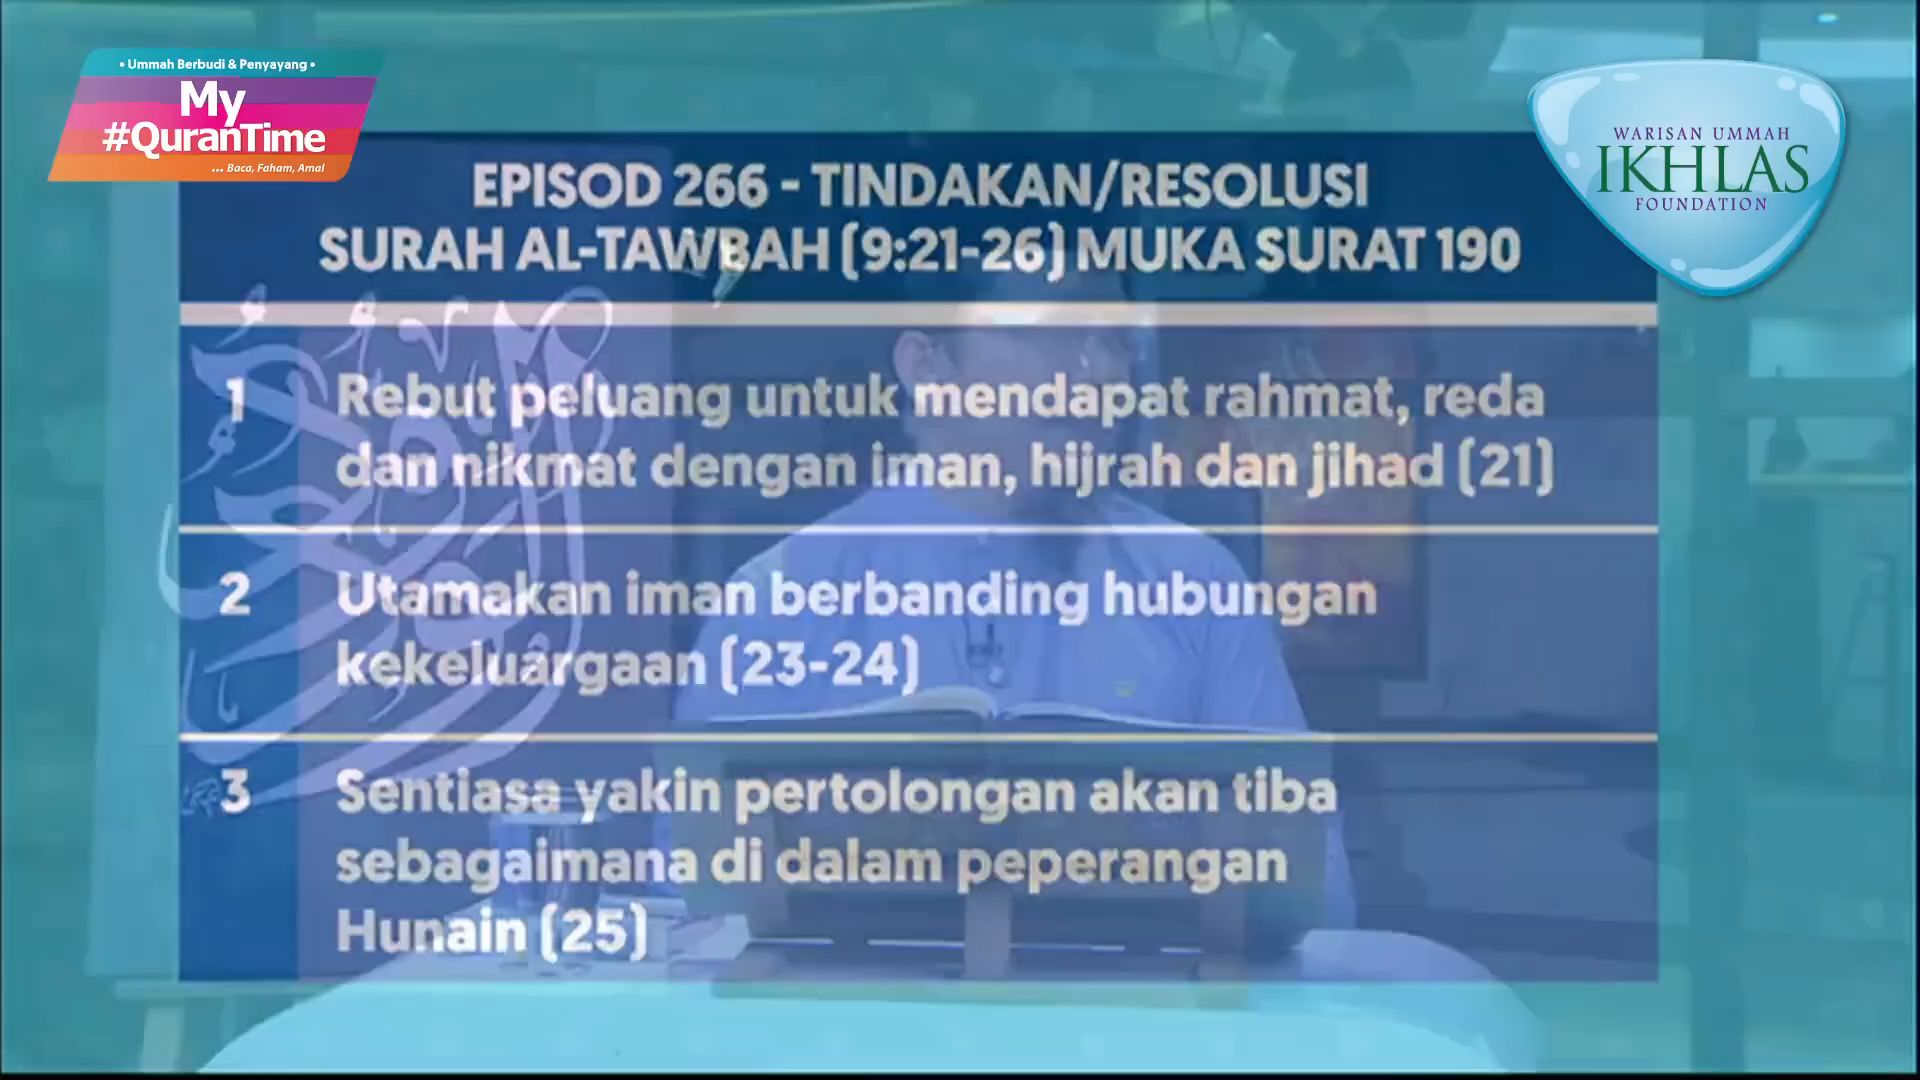 • Ummah Berbudi & Penyayang •
My
#QuranTime
... Baca, Faham, Amal
WARISAN UMMAH
IKHLAS
FOUNDATION
EPISOD 266 - TINDAKAN/RESOLUSI
SURAH AL-TAWBAH (9:21-26) MUKA SURAT 190
1
Rebut peluang untuk mendapat rahmat, reda
dan nikmat dengan iman, hijrah dan jihad (21)
2
Utamakan iman berbanding hubungan
kekeluargaan (23-24)
3
Sentiasa yakin pertolongan akan tiba
sebagaimana di dalam peperangan
Hunain (25)